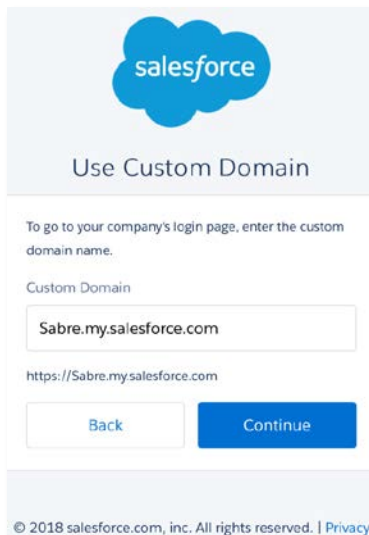 salesforce
Use Custom Domain
To go to your company's login page, enter the custom
domain name.
Custom Domain
Sabre.my.salesforce.com
https://Sabre.my.salesforce.com
Back
Continue
© 2018 salesforce.com, inc. All rights reserved. | Privacy